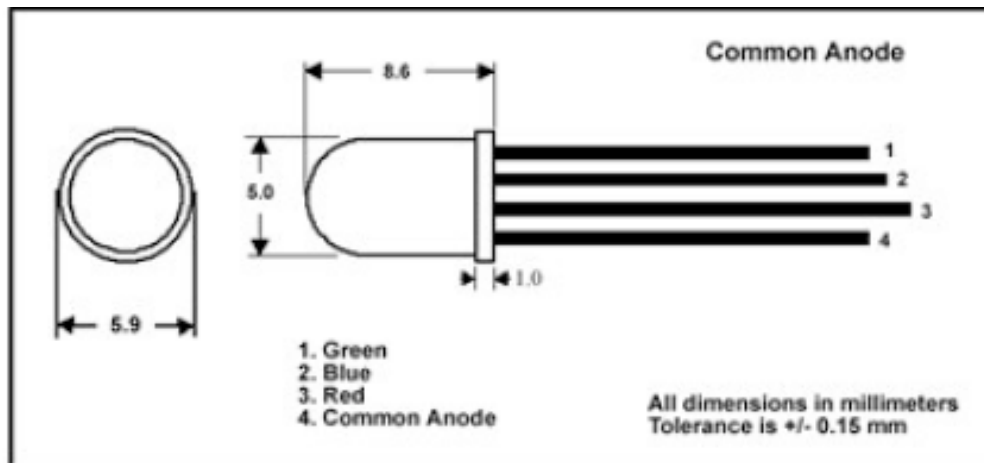 Common Anode
8.6
5.0
5.9
1.0
1
2
3
4
1. Green
2. Blue
3. Red
4. Common Anode
All dimensions in millimeters
Tolerance is +/- 0.15 mm